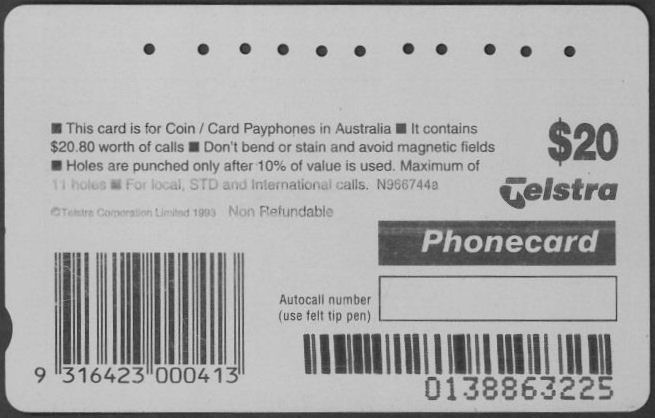 ■ This card is for Coin / Card Payphones in Australia ■ It contains
$20.80 worth of calls ■ Don't bend or stain and avoid magnetic fields
■ Holes are punched only after 10% of value is used. Maximum of
11 holes ■ For local, STD and International calls. N966744a
©Telstra Corporation Limited 1993 Non Refundable
$20
Telstra
Phonecard
Autocall number
(use felt tip pen)
9 316423 000413
0138863225